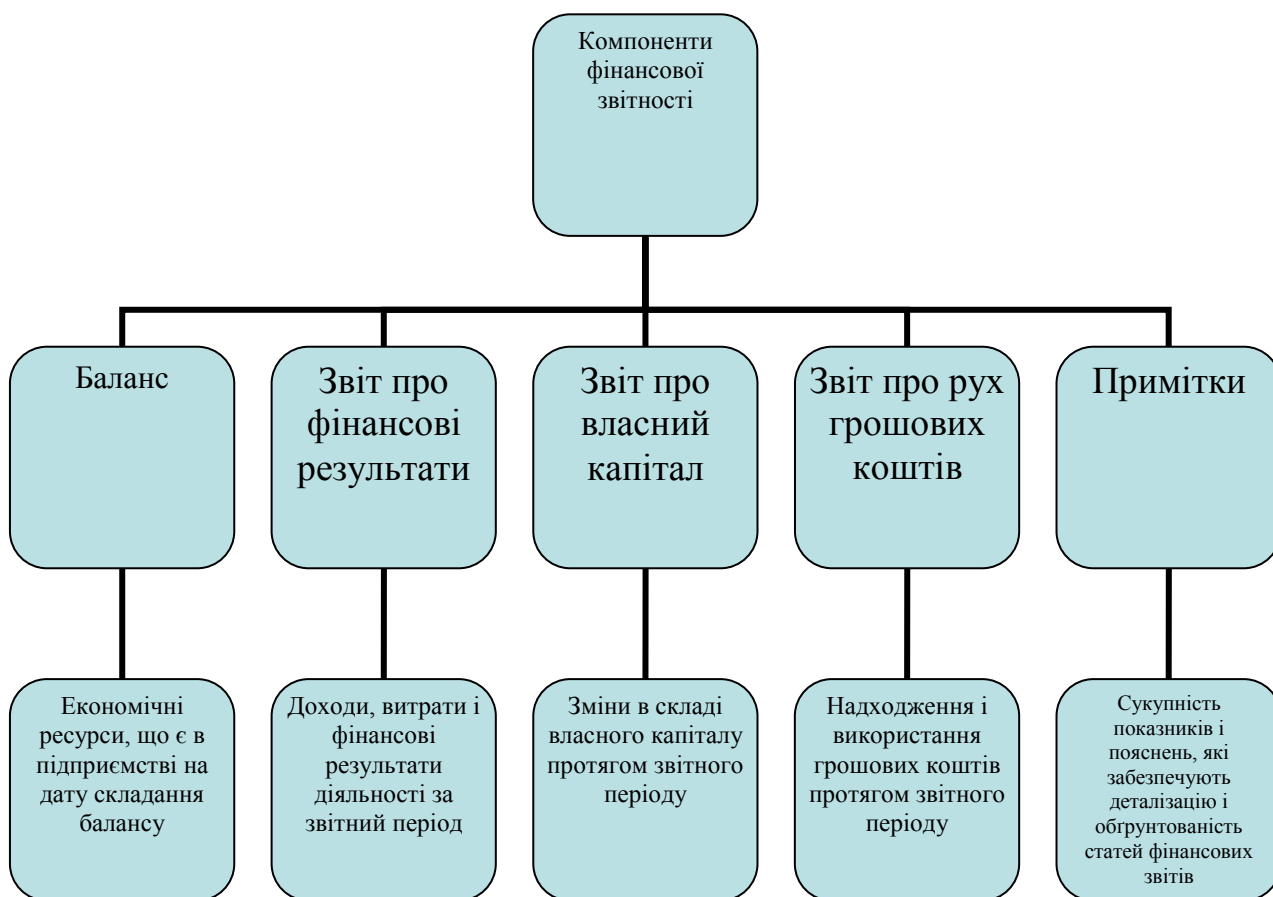 Компоненти
фінансової
звітності
Баланс
Звіт про
фінансові
результати
Звіт про
власний
капітал
Звіт про рух
грошових
коштів
Примітки
Економічні
ресурси, що є в
підприємстві на
дату складання
балансу
Доходи, витрати і
фінансові
результати
діяльності за
звітний період
Зміни в складі
власного капіталу
протягом звітного
періоду
Надходження і
використання
грошових коштів
протягом звітного
періоду
Сукупність
показників і
пояснень, які
забезпечують
деталізацію і
обґрунтованість
статей фінансових
звітів